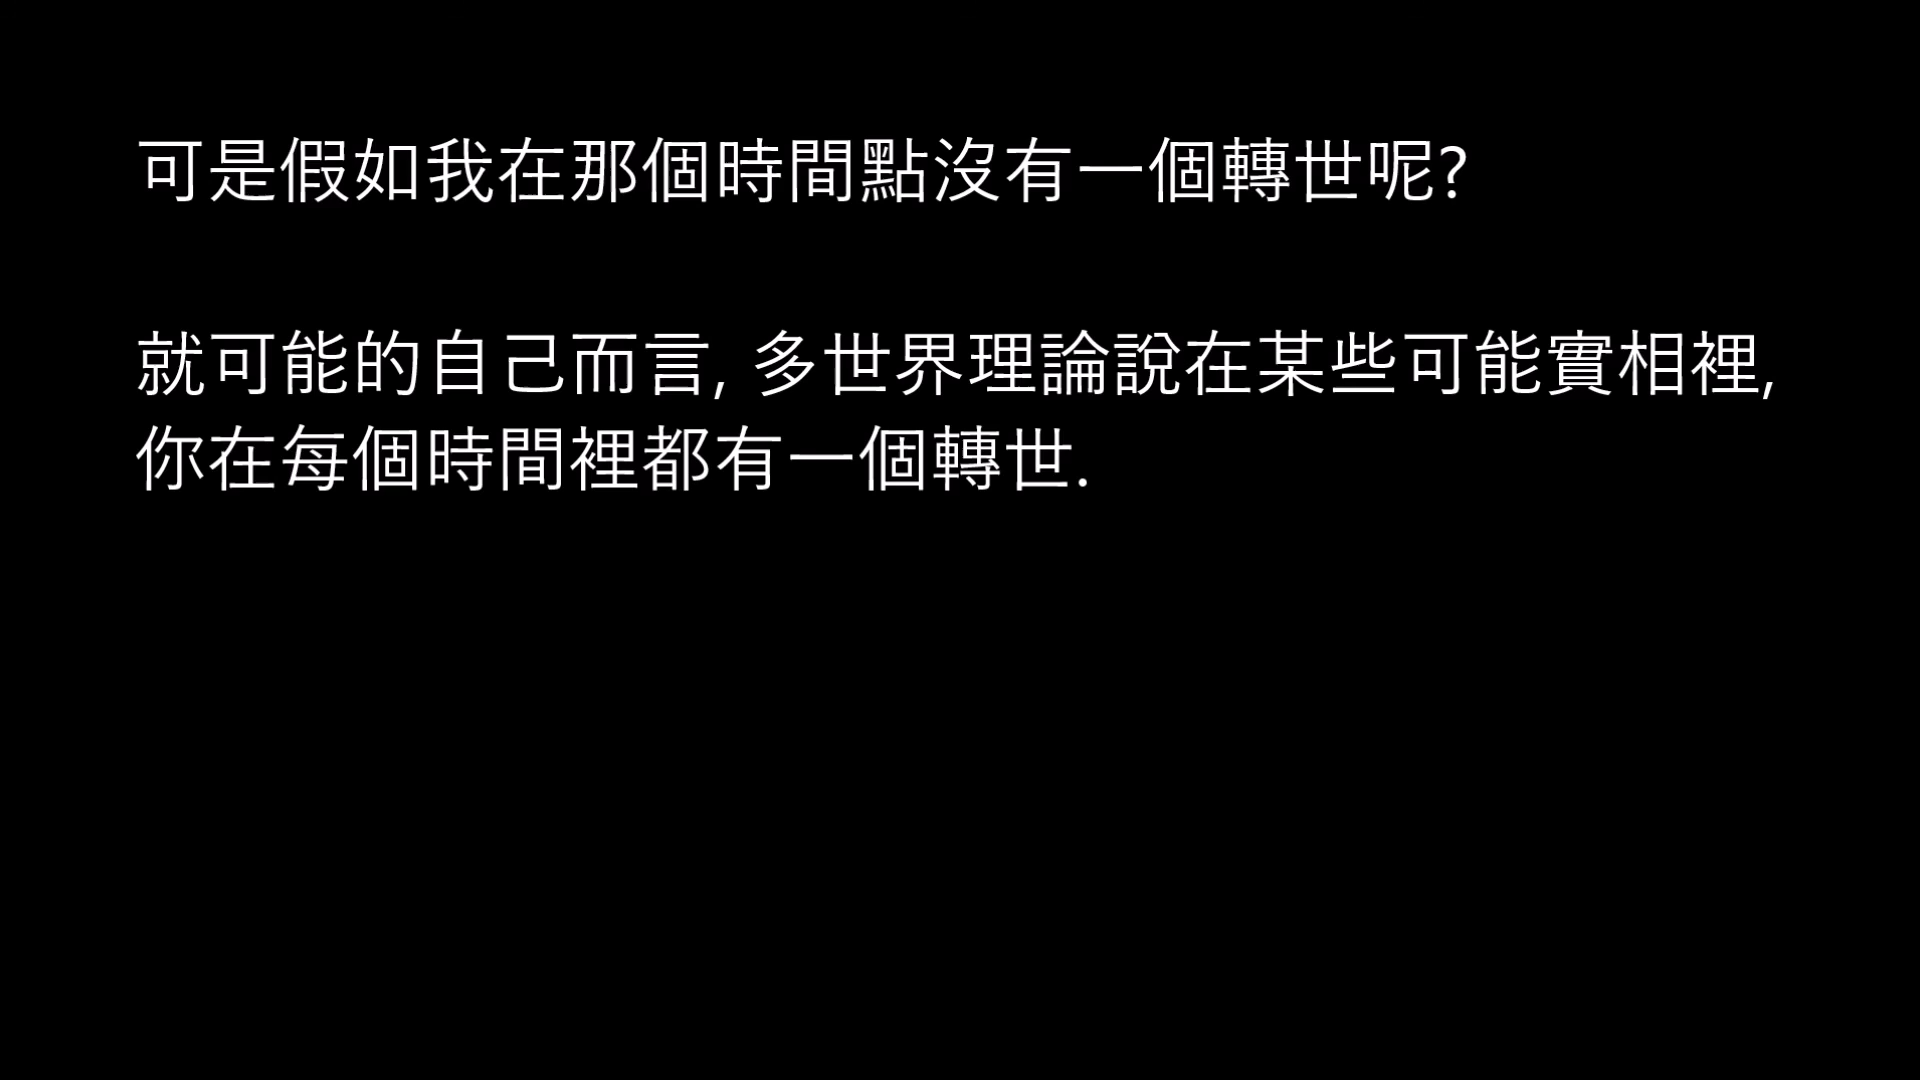 可是假如我在那個時間點沒有一個轉世呢?
就可能的自己而言, 多世界理論說在某些可能實相裡,
你在每個時間裡都有一個轉世.